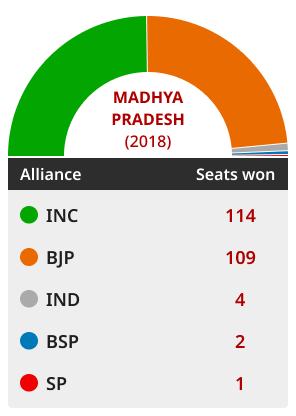 MADHYA
PRADESH
(2018)
Alliance Seats won
INC 114
BJP 109
IND 4
BSP 2
SP 1